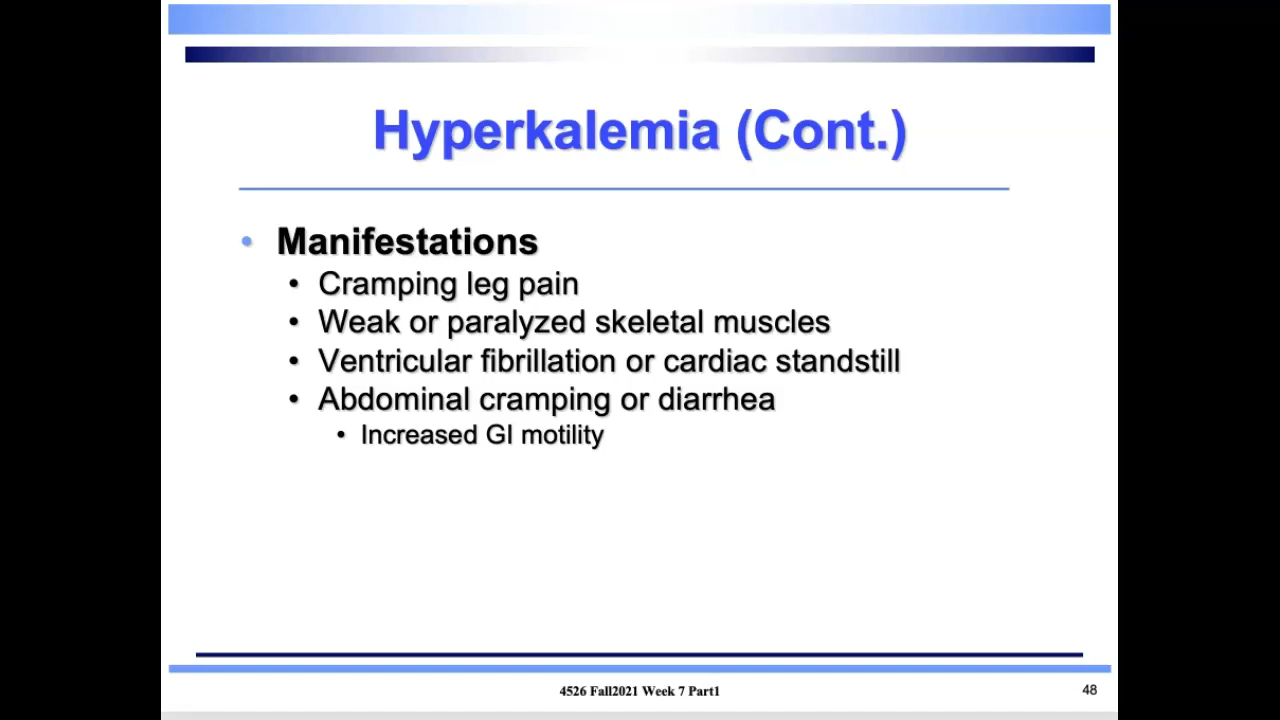 Hyperkalemia (Cont.)
• Manifestations
• Cramping leg pain
• Weak or paralyzed skeletal muscles
• Ventricular fibrillation or cardiac standstill
• Abdominal cramping or diarrhea
• Increased GI motility
4526 Fall2021 Week 7 Part1
48